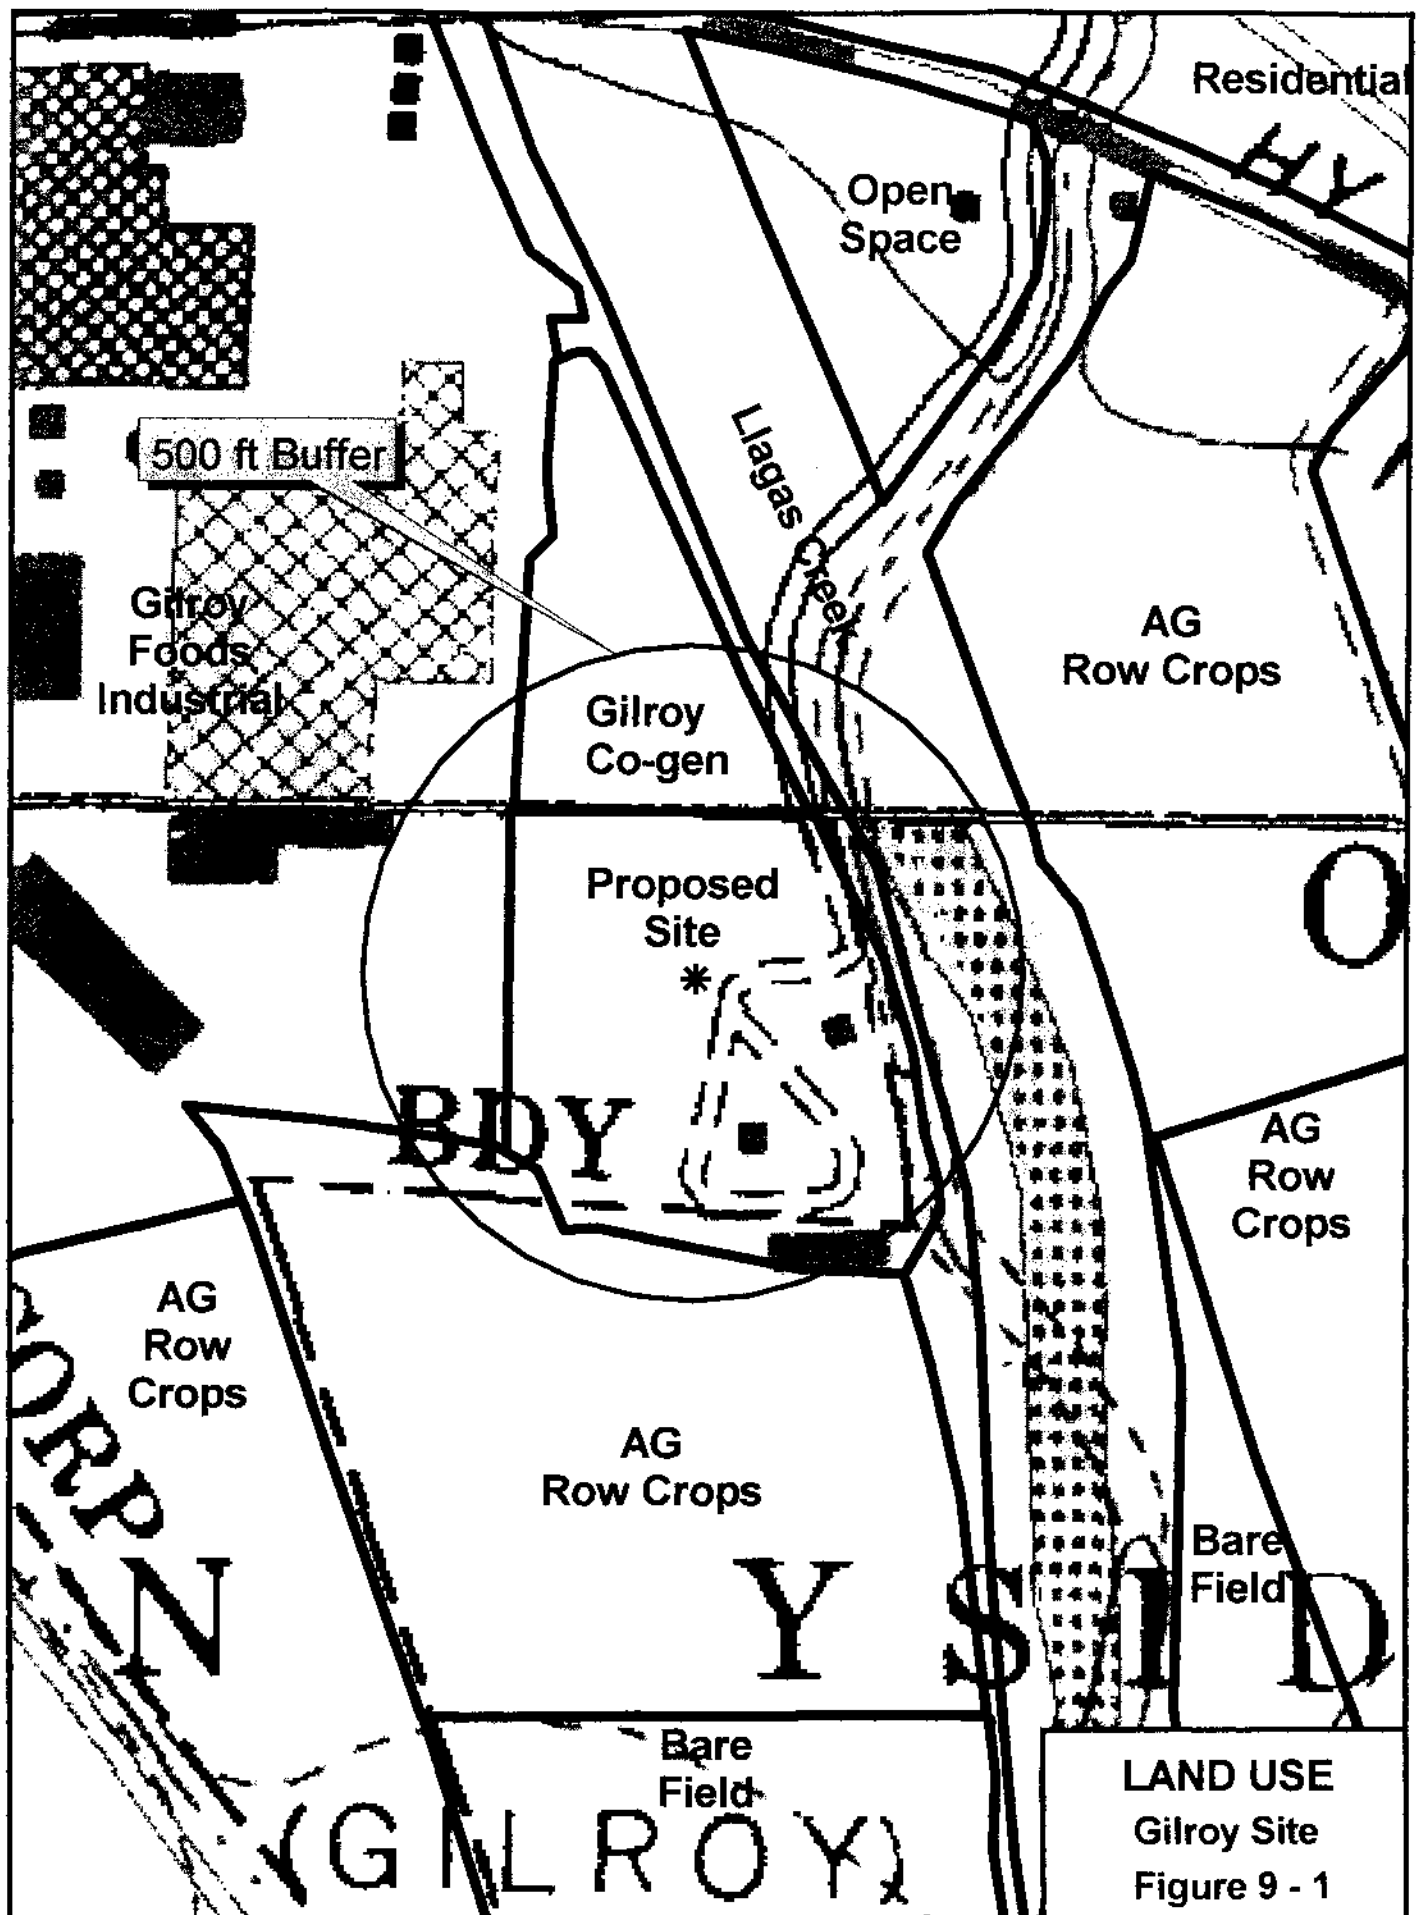 Residential
HY
Open
Space
500 ft Buffer
Llagas Creek
Gilroy
Foods
Industrial
AG
Row Crops
Gilroy
Co-gen
Proposed
Site
O
BDY
AG
Row
Crops
AG
Row
Crops
CORP
AG
Row Crops
Bare
Field
N Y S I D
Bare
Field
(GILROY)
LAND USE
Gilroy Site
Figure 9 - 1